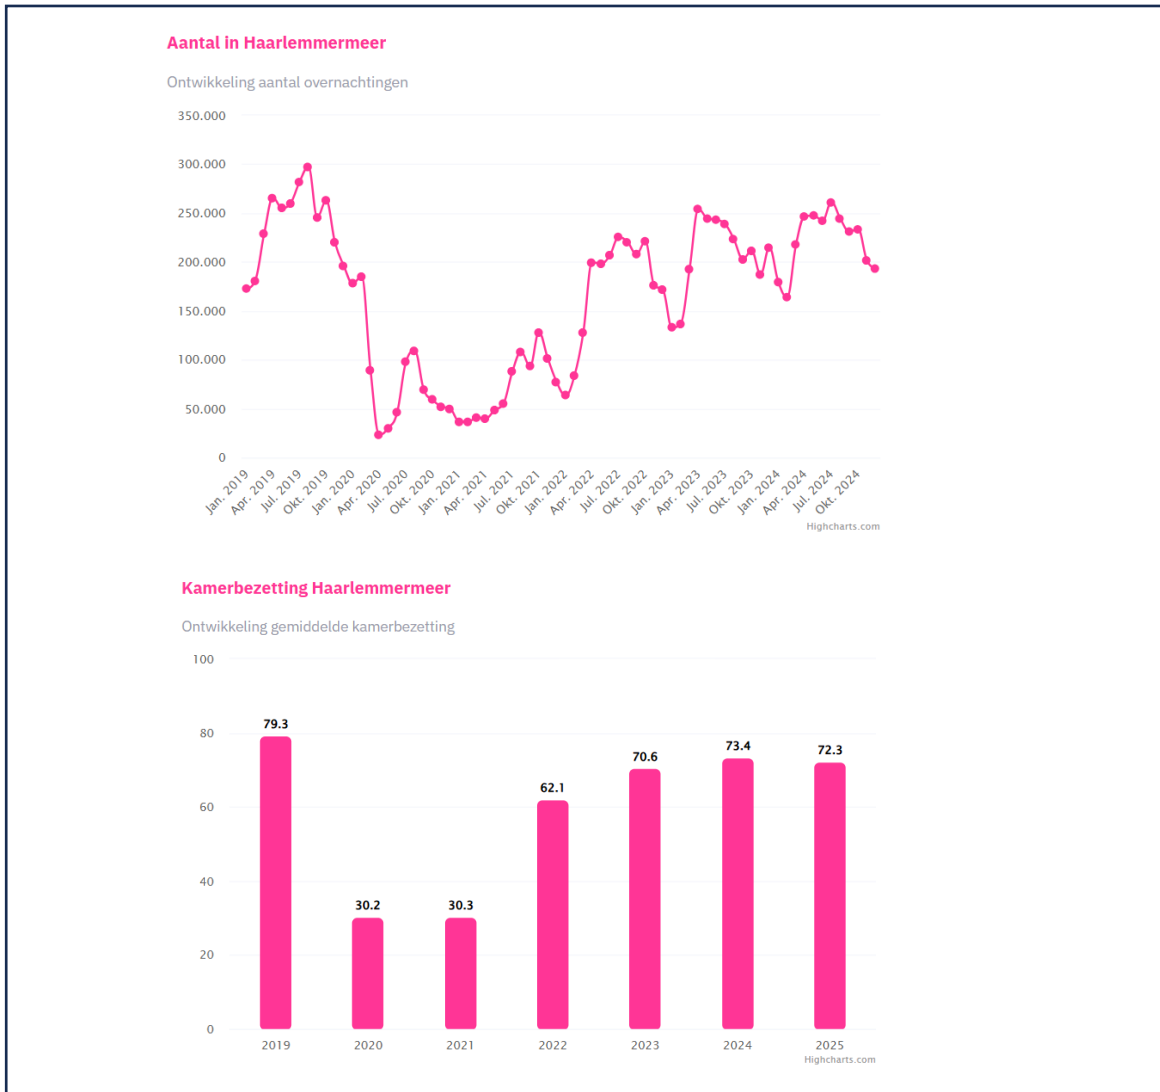 Aantal in Haarlemmermeer
Ontwikkeling aantal overnachtingen
350.000
300.000
250.000
200.000
150.000
100.000
50.000
0
Jan. 2019
Apr. 2019
Jul. 2019
Okt. 2019
Jan. 2020
Apr. 2020
Jul. 2020
Okt. 2020
Jan. 2021
Apr. 2021
Jul. 2021
Okt. 2021
Jan. 2022
Apr. 2022
Jul. 2022
Okt. 2022
Jan. 2023
Apr. 2023
Jul. 2023
Okt. 2023
Jan. 2024
Apr. 2024
Jul. 2024
Okt. 2024
Highcharts.com
Kamerbezetting Haarlemmermeer
Ontwikkeling gemiddelde kamerbezetting
100
80
60
40
20
0
79.3
30.2
30.3
62.1
70.6
73.4
72.3
2019
2020
2021
2022
2023
2024
2025
Highcharts.com